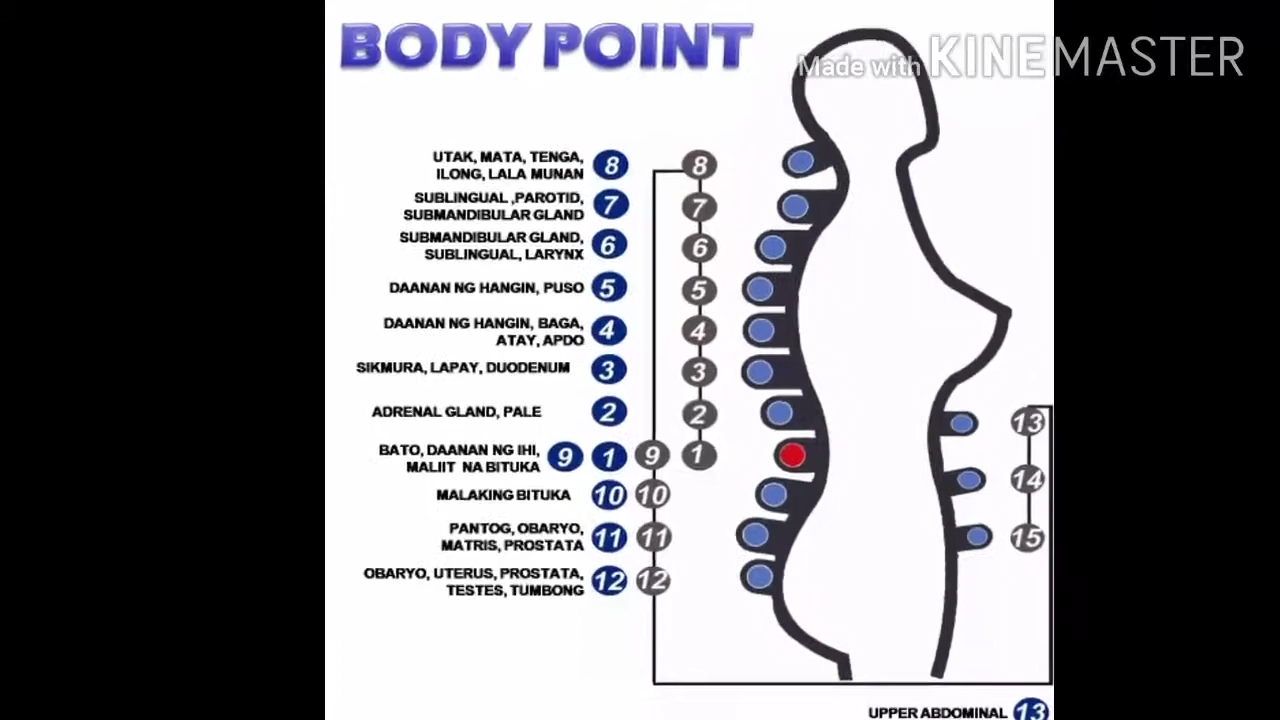 BODY POINT
Made with KINEMASTER
UTAK, MATA, TENGA,
ILONG, LALA MUNAN 8 8
SUBLINGUAL ,PAROTID,
SUBMANDIBULAR GLAND 7 7
SUBMANDIBULAR GLAND,
SUBLINGUAL, LARYNX 6 6
DAANAN NG HANGIN, PUSO 5 5
DAANAN NG HANGIN, BAGA,
ATAY, APDO 4 4
SIKMURA, LAPAY, DUODENUM 3 3
ADRENAL GLAND, PALE 2 2 13
BATO, DAANAN NG IHI,
MALIIT NA BITUKA 9 1 9 1 14
MALAKING BITUKA 10 10
PANTOG, OBARYO,
MATRIS, PROSTATA 11 11 15
OBARYO, UTERUS, PROSTATA,
TESTES, TUMBONG 12 12
UPPER ABDOMINAL 13